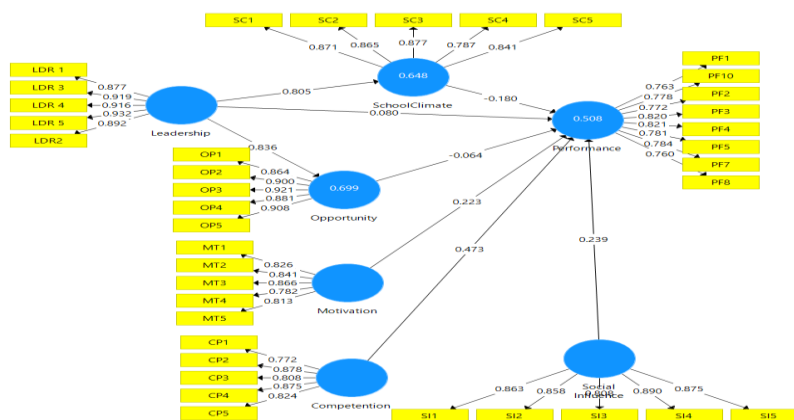 SC1
SC2
SC3
SC4
SC5
0.871
0.865
0.877
0.787
0.841
LDR 1
LDR 3
LDR 4
LDR 5
LDR2
0.877
0.919
0.916
0.932
0.892
Leadership
0.805
0.648
SchoolClimate
-0.180
0.080
0.836
0.508
Performance
0.763
0.778
0.772
0.820
0.821
0.781
0.784
0.760
PF1
PF10
PF2
PF3
PF4
PF5
PF7
PF8
OP1
OP2
OP3
OP4
OP5
0.864
0.900
0.921
0.881
0.908
0.699
Opportunity
-0.064
0.223
0.473
0.239
MT1
MT2
MT3
MT4
MT5
0.826
0.841
0.866
0.782
0.813
Motivation
CP1
CP2
CP3
CP4
CP5
0.772
0.878
0.808
0.875
0.824
Competention
Social
Influence
0.863
0.858
0.890
0.875
SI1
SI2
SI3
SI4
SI5